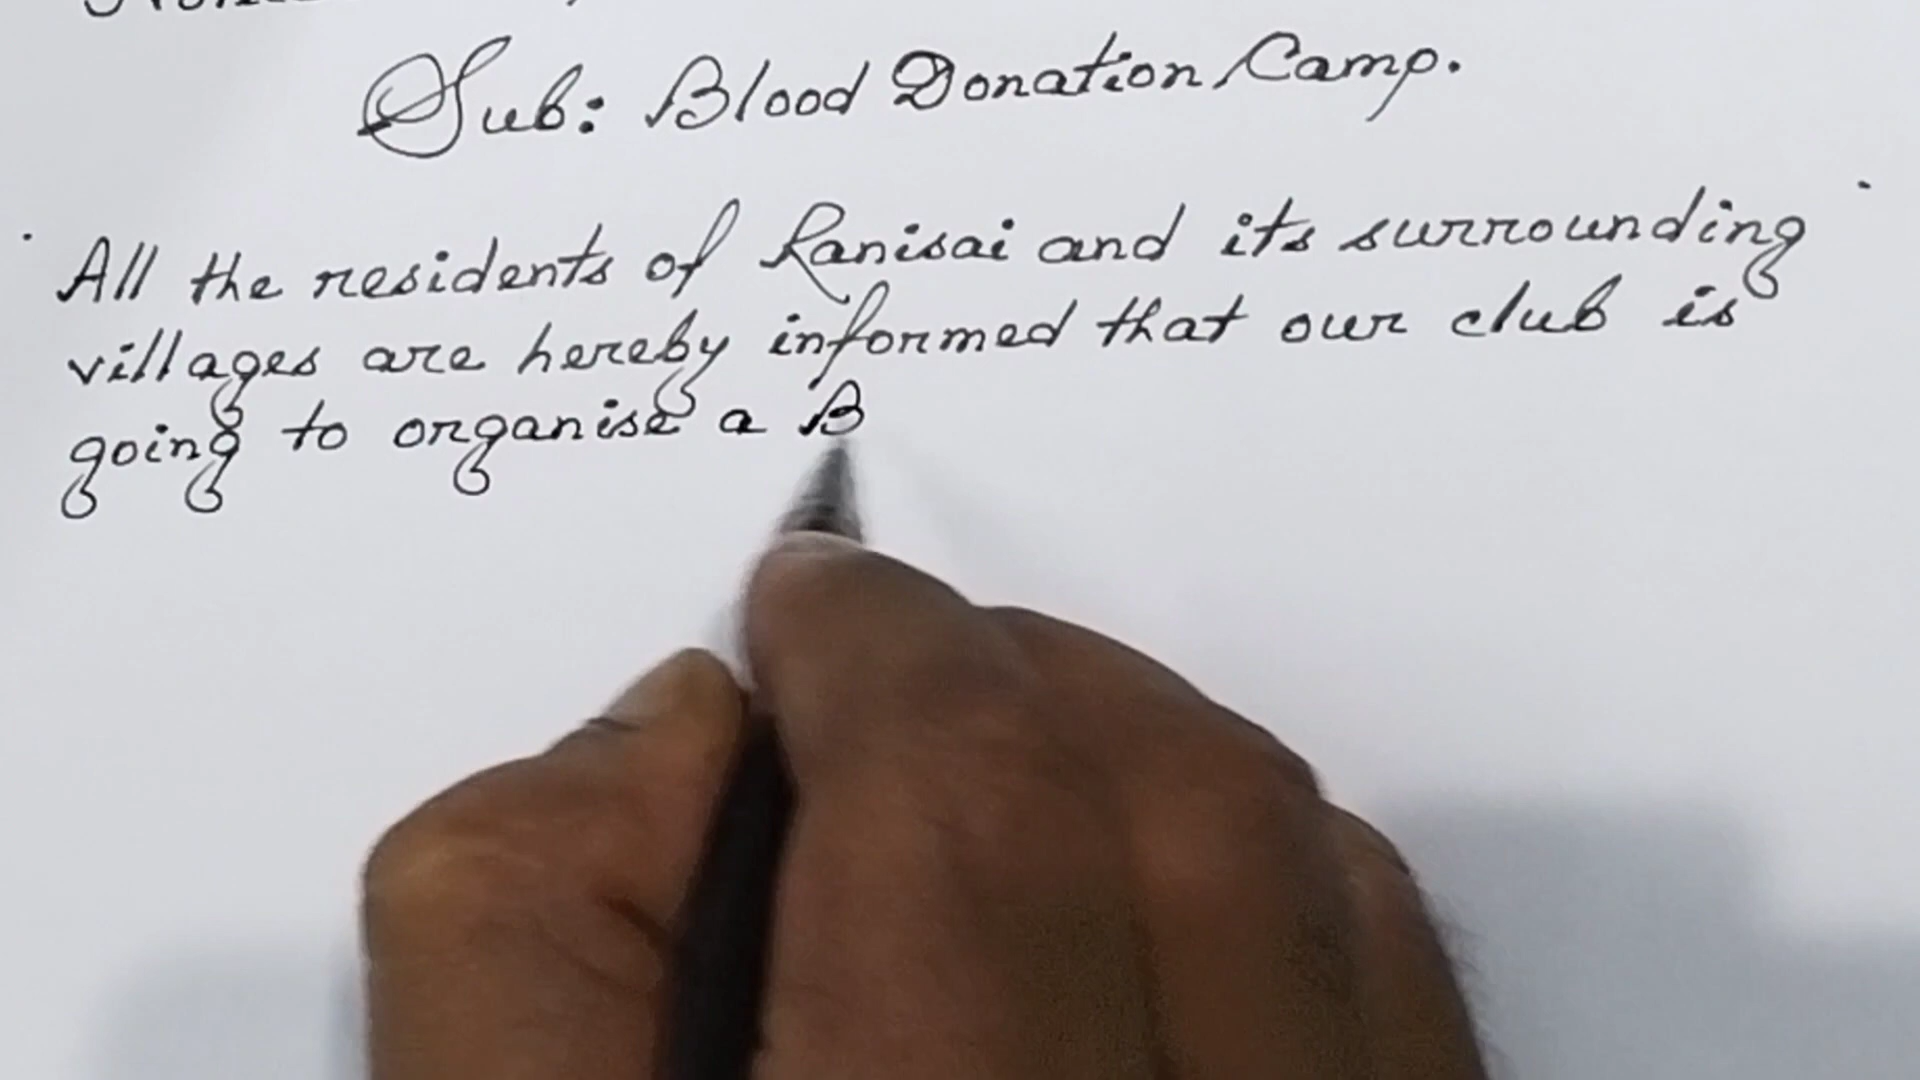 Sub: Blood Donation Camp.
All the residents of Ranisai and its surrounding
villages are hereby informed that our club is
going to organise a B